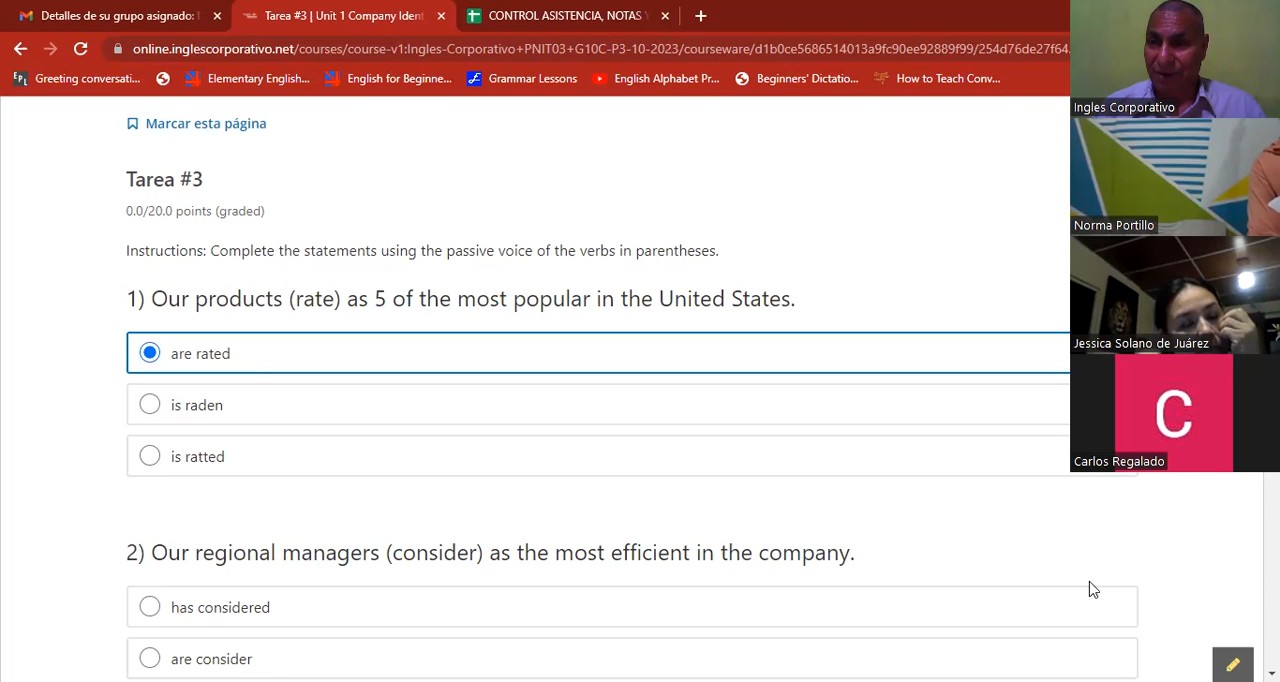 Detalles de su grupo asignado: 
Tarea #3 | Unit 1 Company Iden
CONTROL ASISTENCIA, NOTAS
online.inglescorporativo.net/courses/course-v1:Ingles-Corporativo+PNIT03+G10C-P3-10-2023/courseware/d1b0ce5686514013a9fc90ee92889f99/254d76de27f64
Greeting conversati...
Elementary English...
English for Beginne...
Grammar Lessons
English Alphabet Pr...
Beginners' Dictatio...
How to Teach Conv...
Ingles Corporativo
Marcar esta página
Tarea #3
0.0/20.0 points (graded)
Norma Portillo
Instructions: Complete the statements using the passive voice of the verbs in parentheses.
1) Our products (rate) as 5 of the most popular in the United States.
are rated
Jessica Solano de Juárez
is raden
is ratted
C
Carlos Regalado
2) Our regional managers (consider) as the most efficient in the company.
has considered
are consider